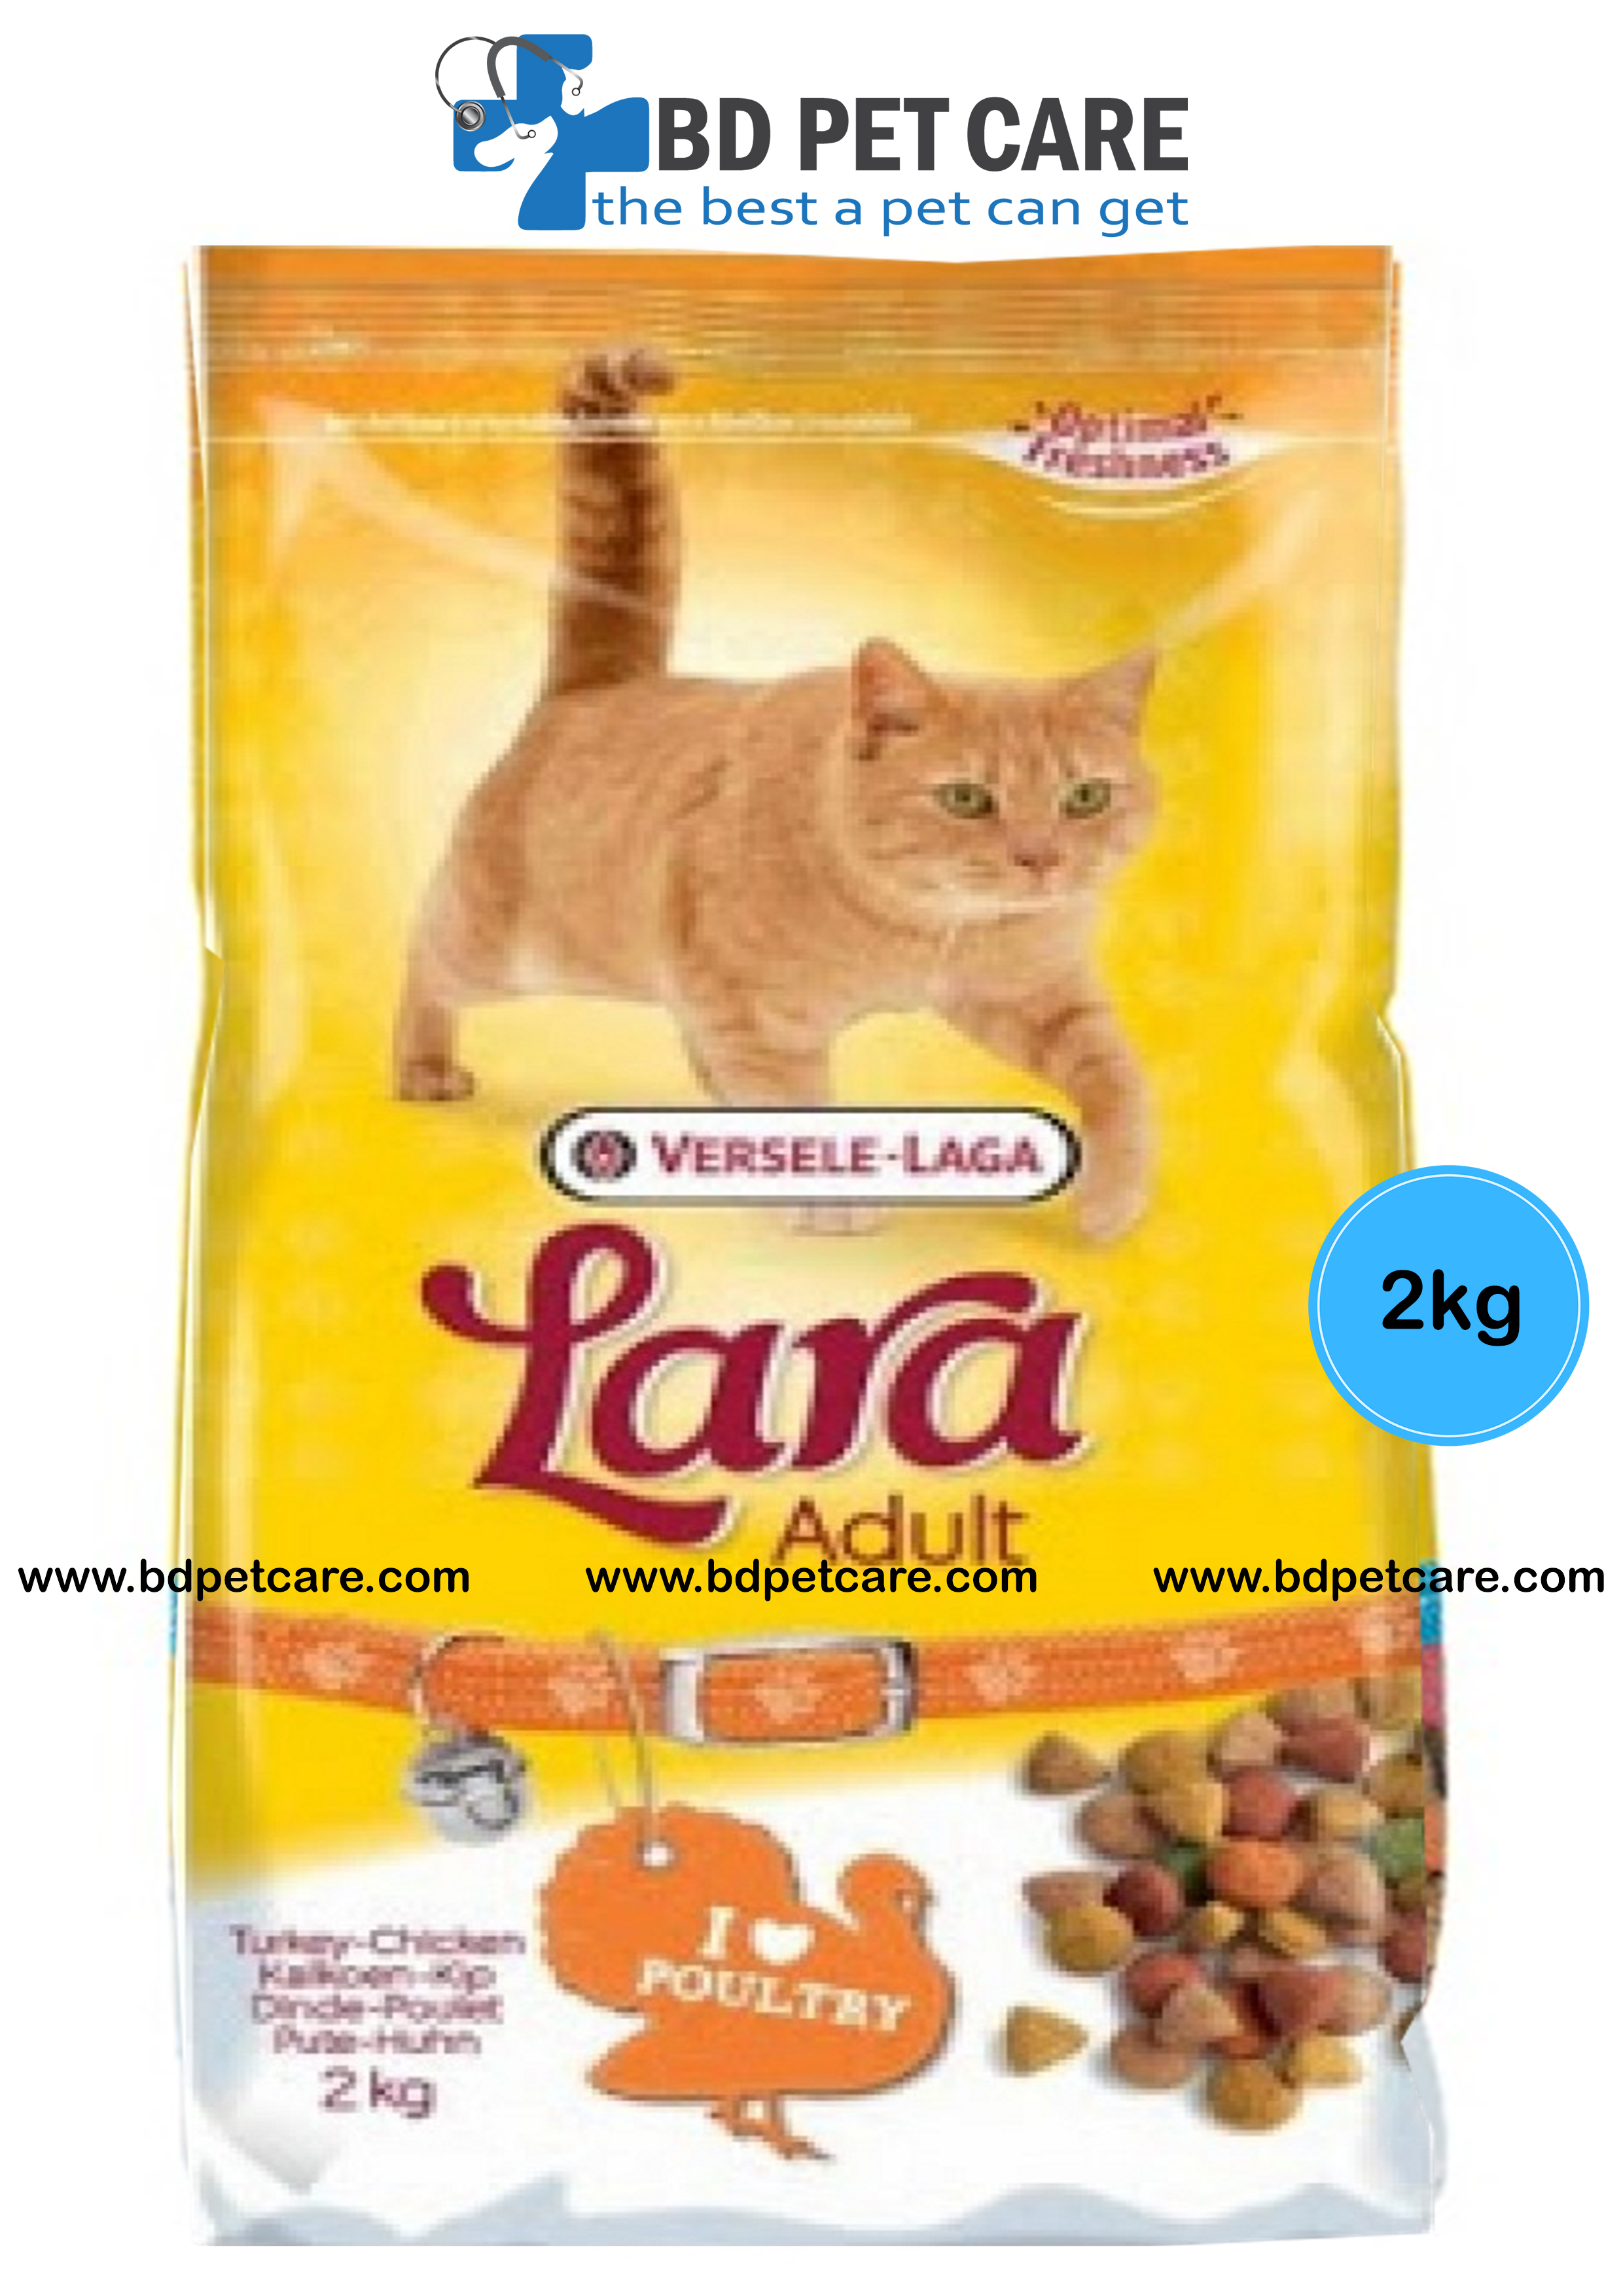 BD PET CARE
the best a pet can get
Optimal
Freshness
VERSELE-LAGA
Lara
Adult
2kg
www.bdpetcare.com www.bdpetcare.com www.bdpetcare.com
I
POULTRY
Turkey-Chicken
Kalkoen-Kip
Dinde-Poulet
Pute-Huhn
2 kg